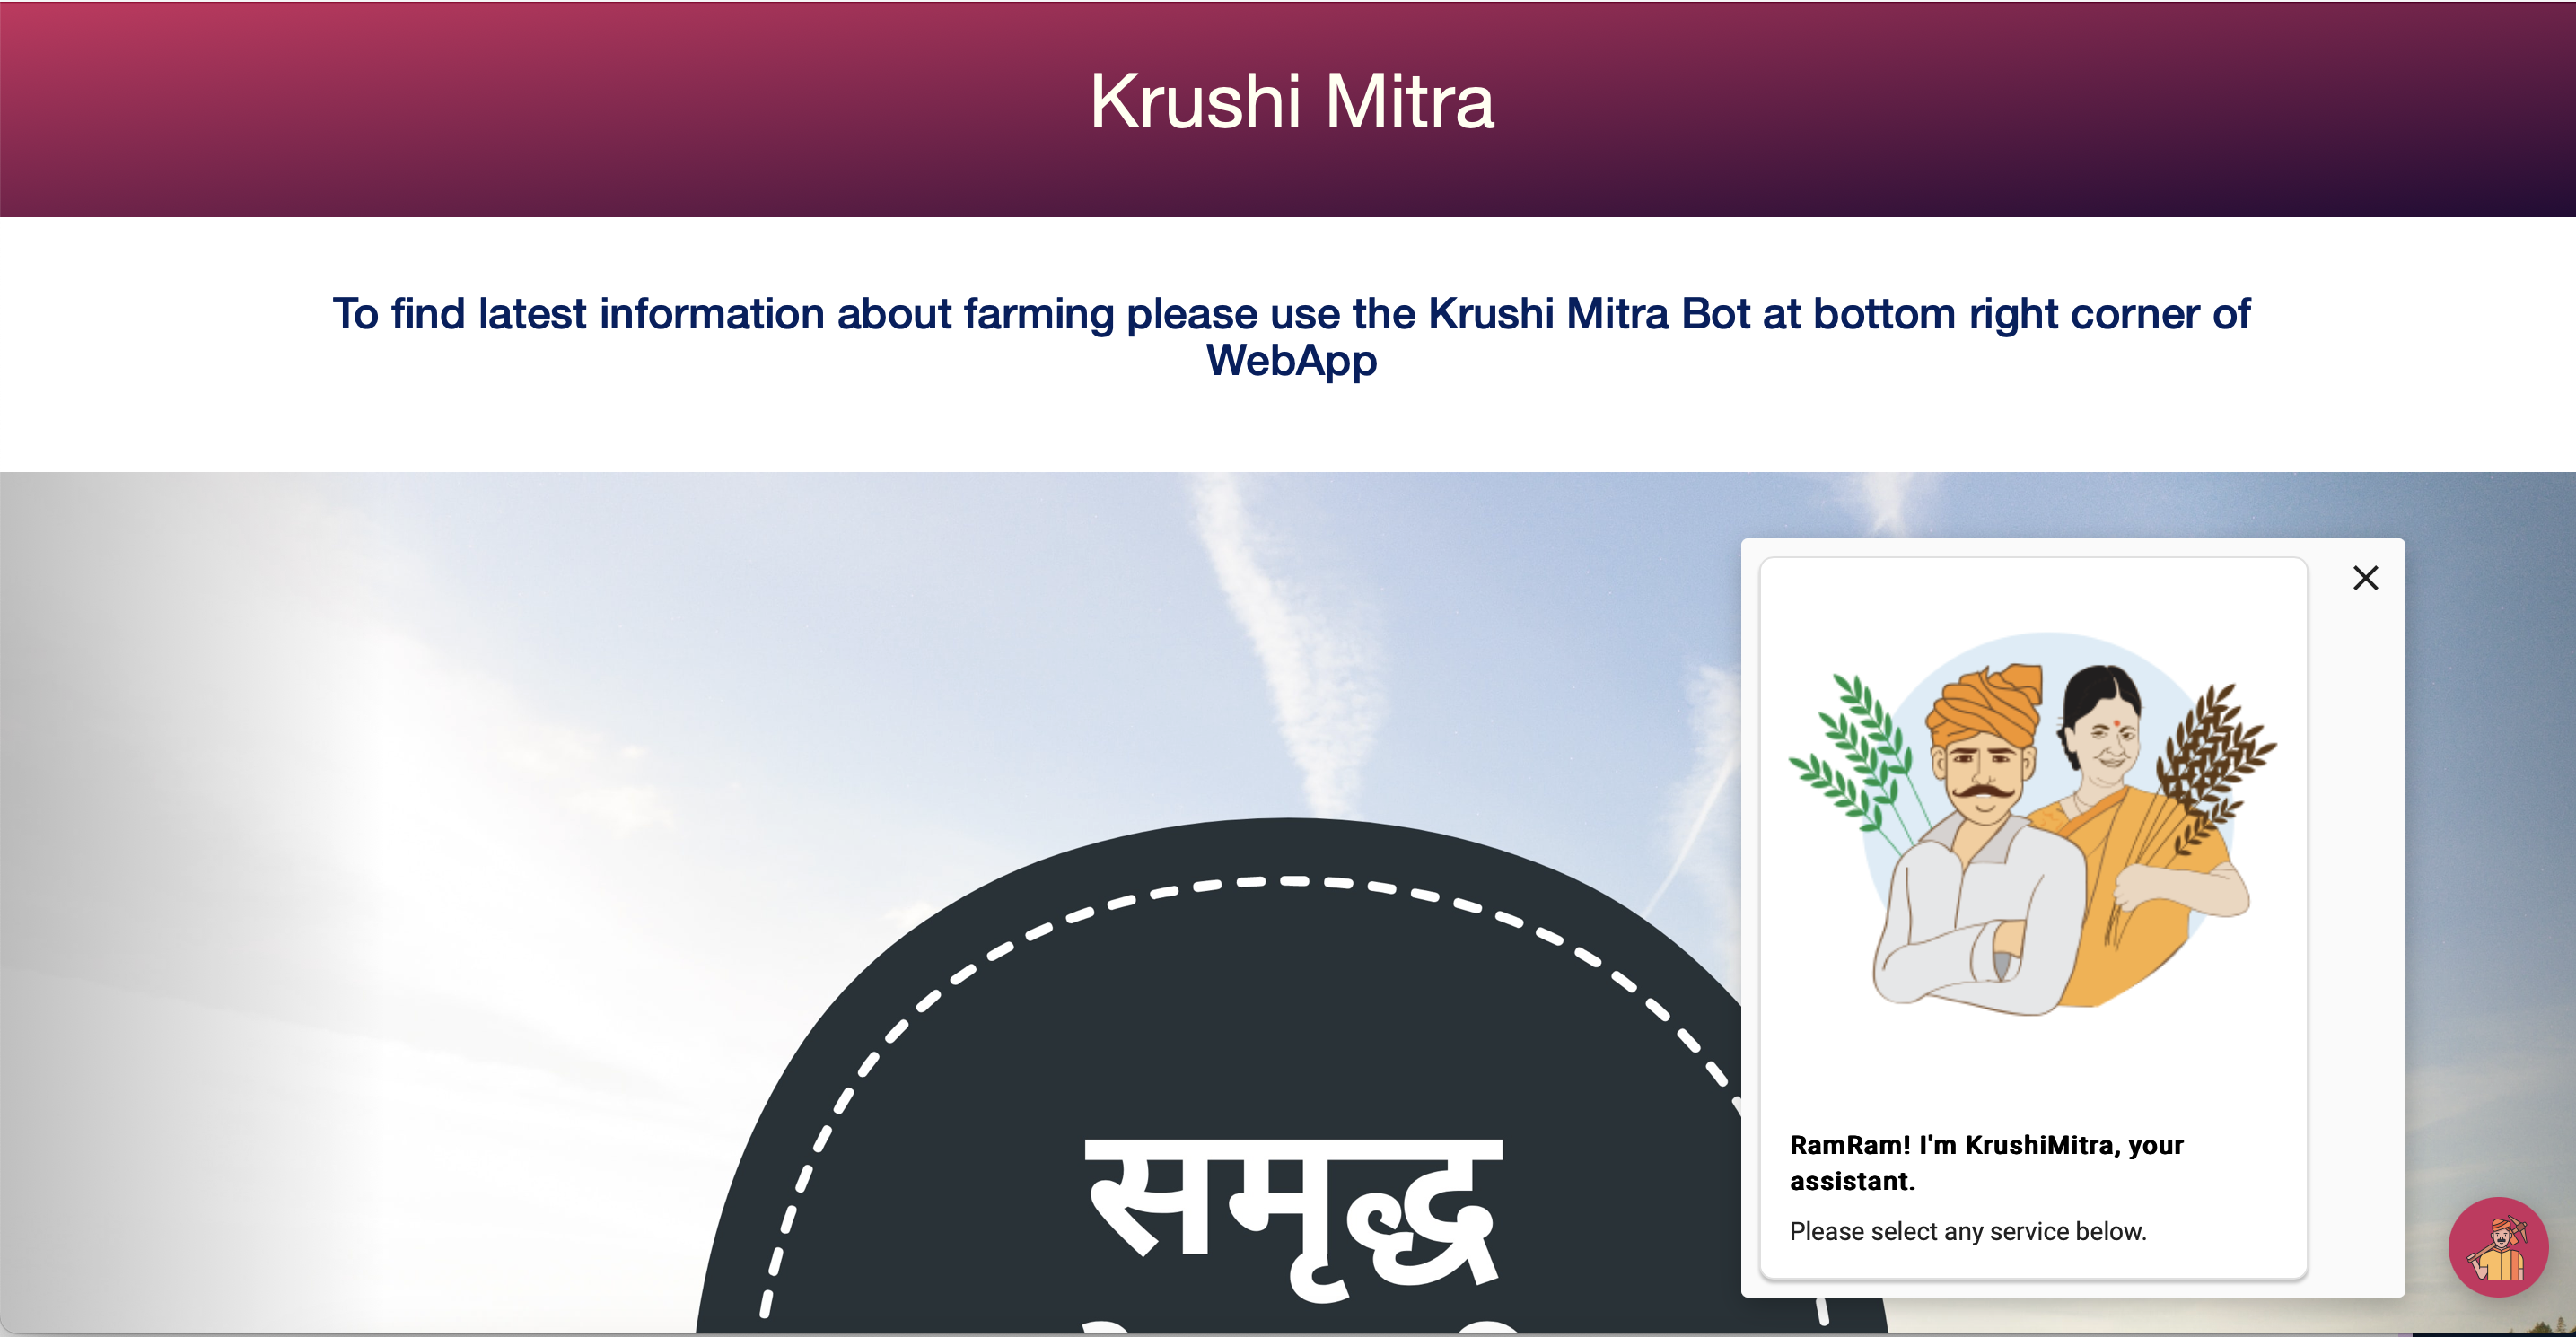 Krushi Mitra
To find latest information about farming please use the Krushi Mitra Bot at bottom right corner of
WebApp
समृद्ध
RamRam! I'm KrushiMitra, your
assistant.
Please select any service below.